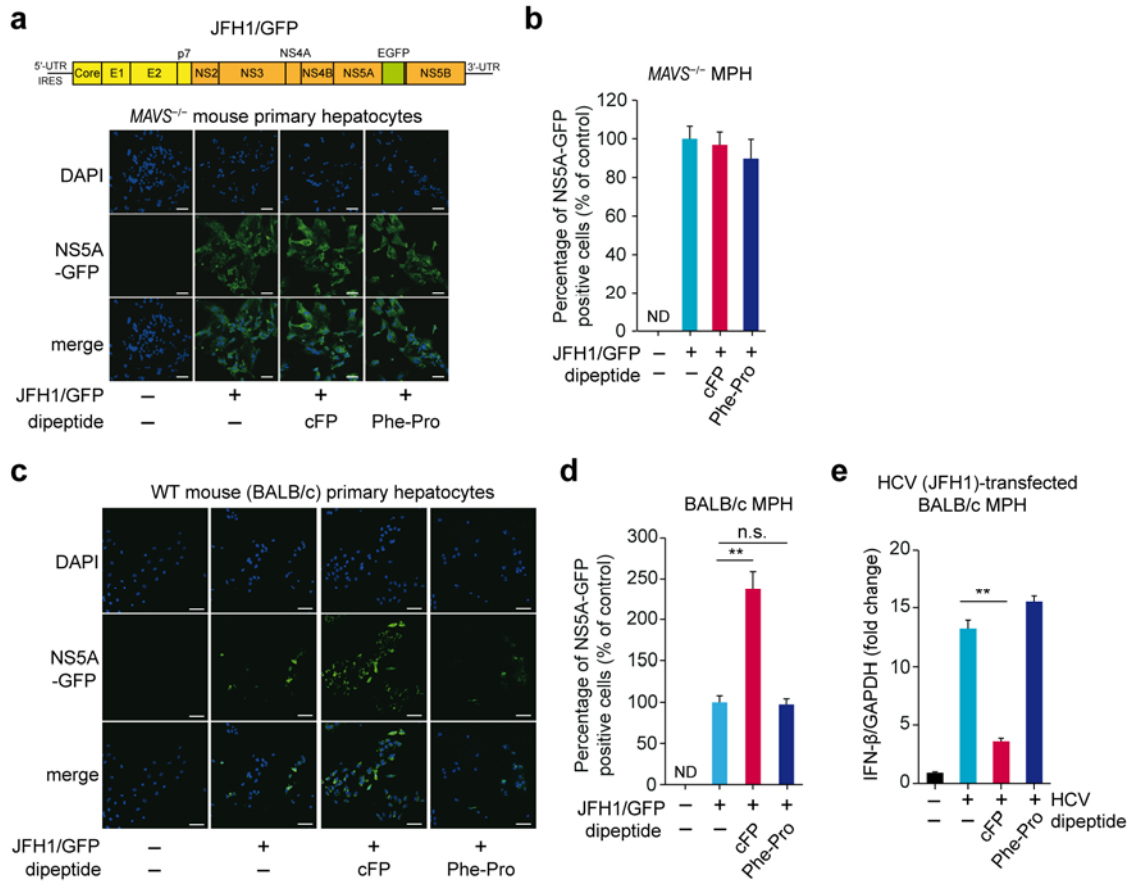 a
JFH1/GFP
p7 NS4A EGFP
5'-UTR Core E1 E2 NS2 NS3 NS4B NS5A NS5B 3'-UTR
IRES
MAVS–/– mouse primary hepatocytes
DAPI
NS5A
-GFP
merge
JFH1/GFP – + + +
dipeptide – – cFP Phe-Pro
b
MAVS–/– MPH
Percentage of NS5A-GFP
positive cells (% of control)
120
100
80
60
40
20
0
ND
JFH1/GFP – + + +
dipeptide – – cFP Phe-Pro
c
WT mouse (BALB/c) primary hepatocytes
DAPI
NS5A
-GFP
merge
JFH1/GFP – + + +
dipeptide – – cFP Phe-Pro
d
BALB/c MPH
Percentage of NS5A-GFP
positive cells (% of control)
300
250
200
150
100
50
0
n.s.
**
ND
JFH1/GFP – + + +
dipeptide – – cFP Phe-Pro
e
HCV (JFH1)-transfected
BALB/c MPH
IFN-β/GAPDH (fold change)
20
15
10
5
0
**
– + + + HCV
– – cFP Phe-Pro dipeptide